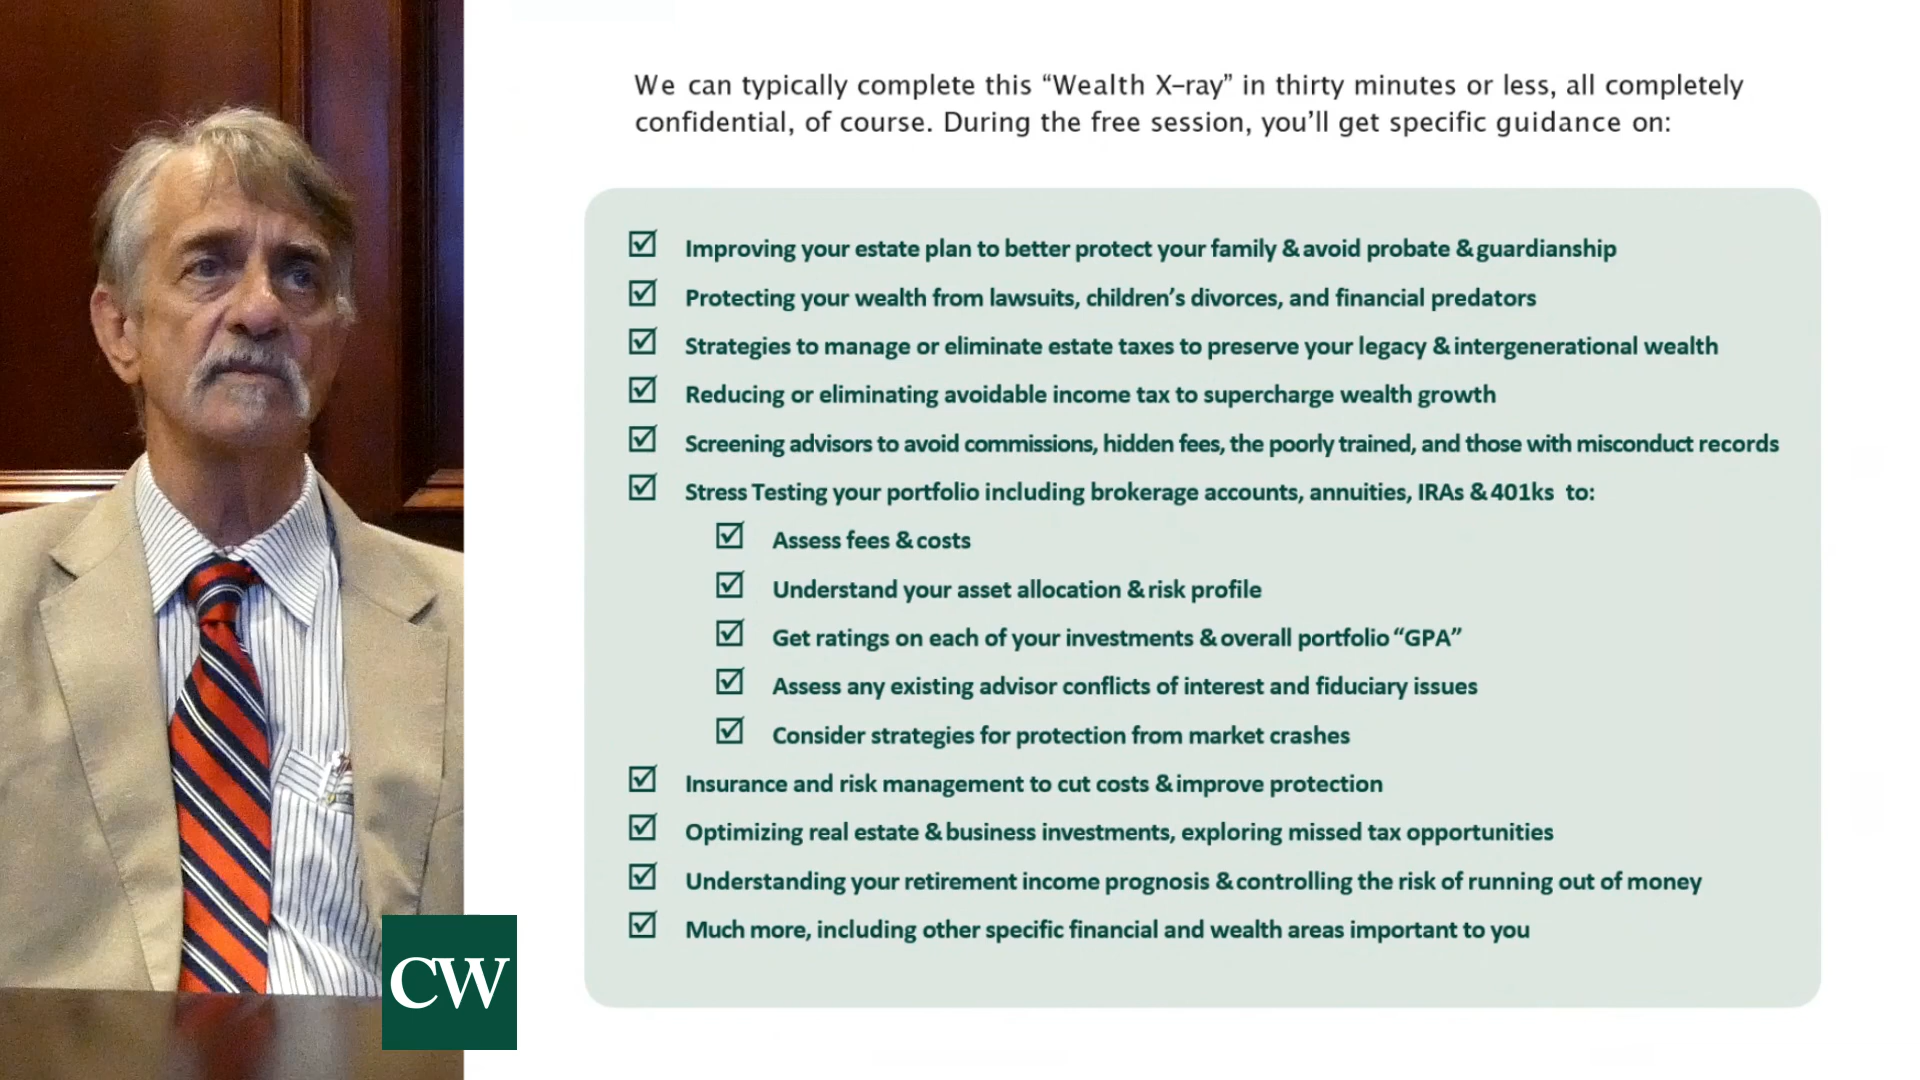 We can typically complete this “Wealth X-ray” in thirty minutes or less, all completely
confidential, of course. During the free session, you’ll get specific guidance on:
Improving your estate plan to better protect your family & avoid probate & guardianship
Protecting your wealth from lawsuits, children’s divorces, and financial predators
Strategies to manage or eliminate estate taxes to preserve your legacy & intergenerational wealth
Reducing or eliminating avoidable income tax to supercharge wealth growth
Screening advisors to avoid commissions, hidden fees, the poorly trained, and those with misconduct records
Stress Testing your portfolio including brokerage accounts, annuities, IRAs & 401ks to:
Assess fees & costs
Understand your asset allocation & risk profile
Get ratings on each of your investments & overall portfolio “GPA”
Assess any existing advisor conflicts of interest and fiduciary issues
Consider strategies for protection from market crashes
Insurance and risk management to cut costs & improve protection
Optimizing real estate & business investments, exploring missed tax opportunities
Understanding your retirement income prognosis & controlling the risk of running out of money
Much more, including other specific financial and wealth areas important to you
CW